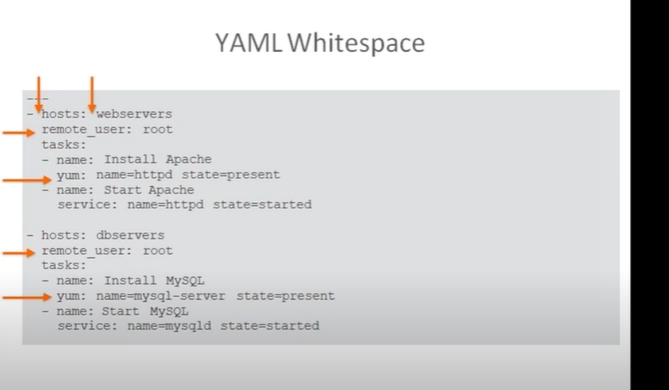 YAML Whitespace
---
- hosts: webservers
  remote_user: root
  tasks:
  - name: Install Apache
    yum: name=httpd state=present
  - name: Start Apache
    service: name=httpd state=started

- hosts: dbservers
  remote_user: root
  tasks:
  - name: Install MySQL
    yum: name=mysql-server state=present
  - name: Start MySQL
    service: name=mysqld state=started